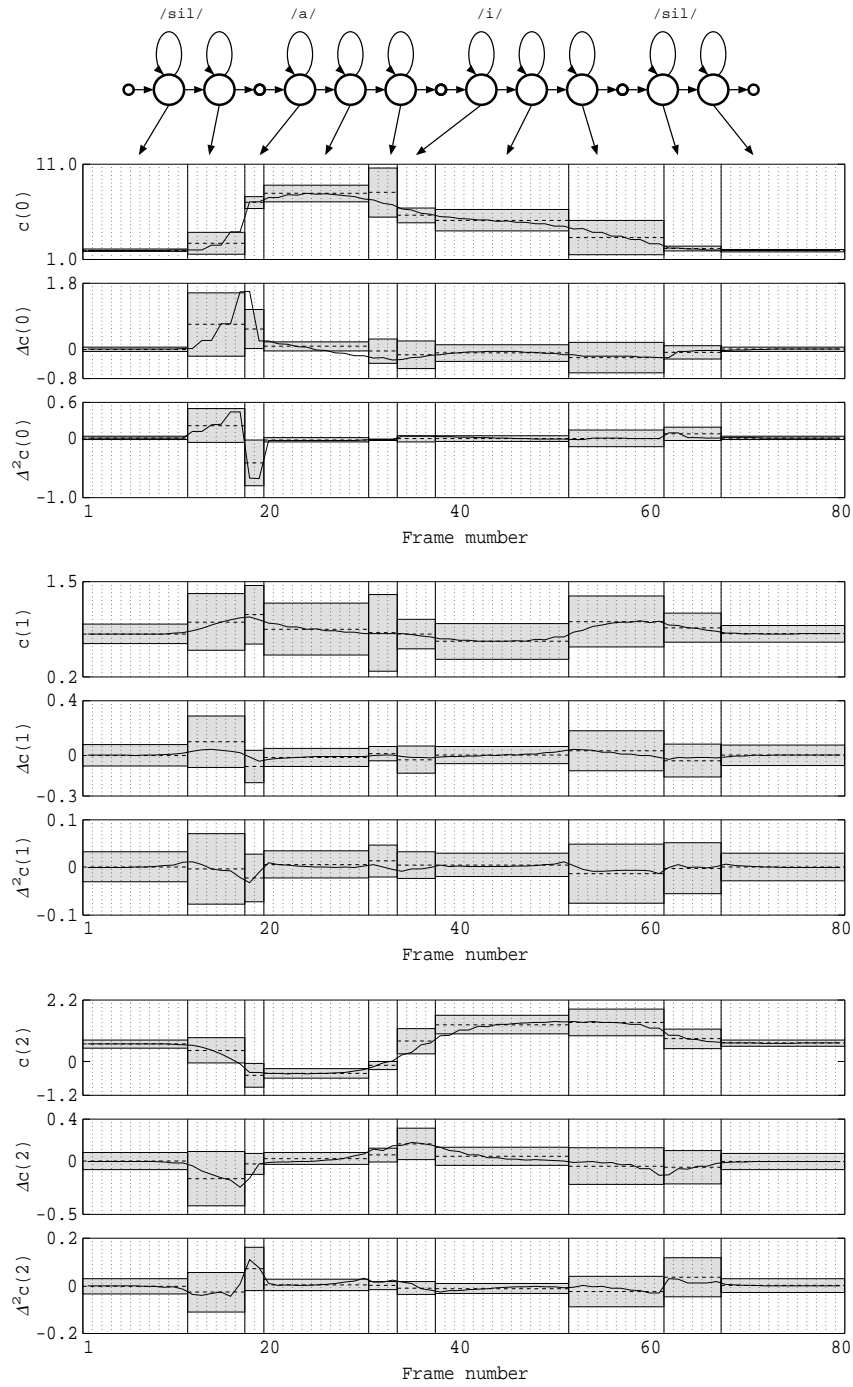 /sil/ /a/ /i/ /sil/
11.0
c(0)
1.0
1.8
Δc(0)
0
-0.8
0.6
Δ²c(0)
0
-1.0
1 20 40 60 80
Frame mumber
1.5
c(1)
0.2
0.4
Δc(1)
0
-0.3
0.1
Δ²c(1)
0
-0.1
1 20 40 60 80
Frame number
2.2
c(2)
0
-1.2
0.4
Δc(2)
0
-0.5
0.2
Δ²c(2)
0
-0.2
1 20 40 60 80
Frame number